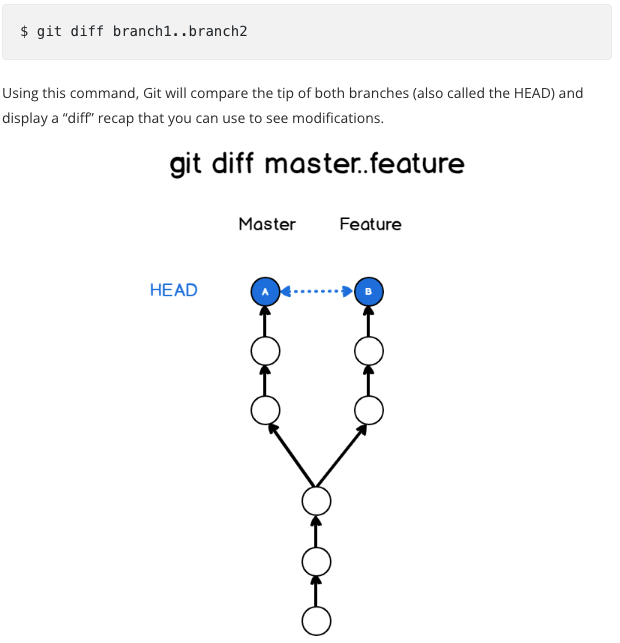 $ git diff branch1..branch2
Using this command, Git will compare the tip of both branches (also called the HEAD) and
display a “diff” recap that you can use to see modifications.
git diff master..feature
Master Feature
HEAD A B